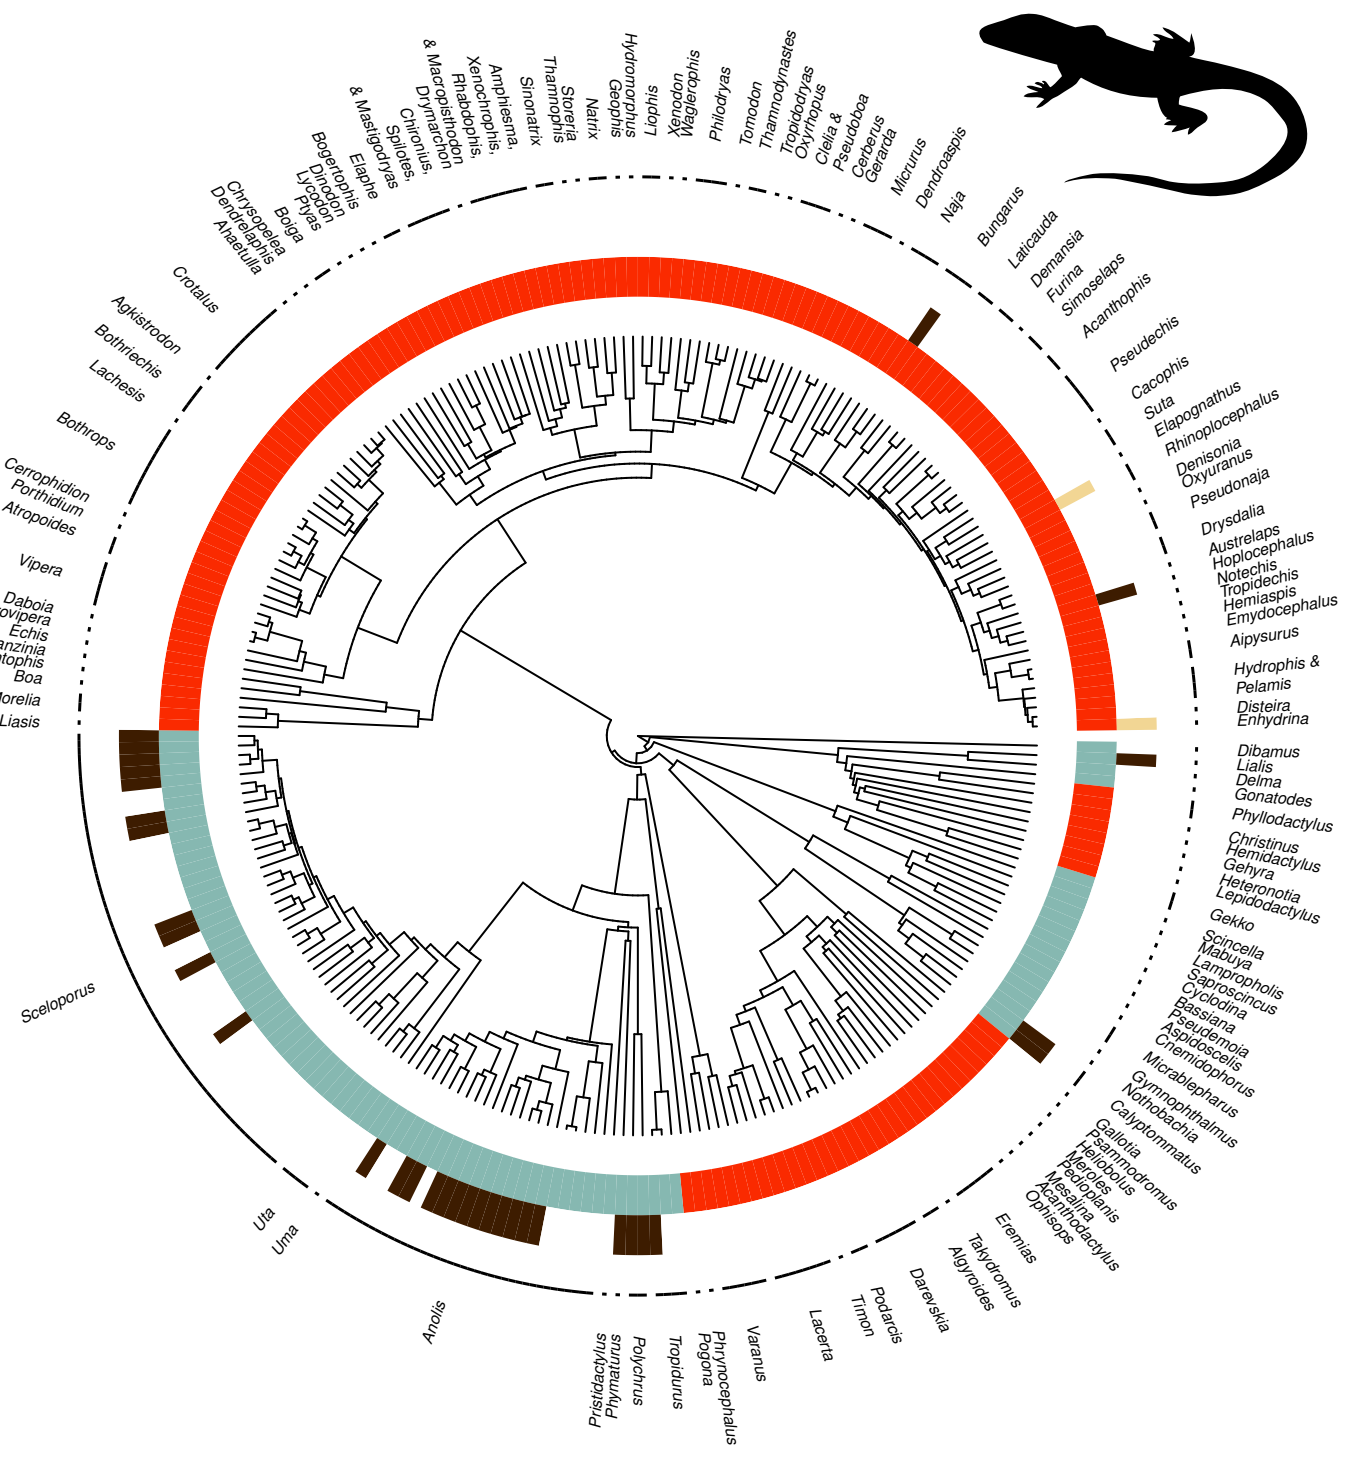 Hydromorphus
Geophis
Liophis
Xenodon
Waglerophis
Philodryas
Tomodon
Thamnodynastes
Tropidodryas
Oxyrhopus
Clelia &
Pseudoboa
Cerberus
Gerarda
Micrurus
Dendroaspis
Naja
Bungarus
Laticauda
Demansia
Furina
Simoselaps
Acanthophis
Pseudechis
Cacophis
Suta
Elapognathus
Rhinoplocephalus
Denisonia
Oxyuranus
Pseudonaja
Drysdalia
Austrelaps
Hoplocephalus
Notechis
Tropidechis
Hemiaspis
Emydocephalus
Aipysurus
Hydrophis &
Pelamis
Disteira
Enhydrina
Dibamus
Lialis
Delma
Gonatodes
Phyllodactylus
Christinus
Hemidactylus
Gehyra
Heteronotia
Lepidodactylus
Gekko
Scincella
Mabuya
Lampropholis
Saproscincus
Cyclodina
Bassiana
Pseudemoia
Aspidoscelis
Cnemidophorus
Micrablepharus
Gymnophthalmus
Nothobachia
Calyptommatus
Gallotia
Psammodromus
Heliobolus
Meroles
Pedioplanis
Mesalina
Acanthodactylus
Ophisops
Eremias
Takydromus
Algyroides
Darevskia
Podarcis
Timon
Lacerta
Varanus
Phrynocephalus
Pogona
Tropidurus
Polychrus
Phymaturus
Pristidactylus
Anolis
Uma
Uta
Sceloporus
Liasis
orelia
Boa
ntophis
anzinia
Echis
ovipera
Daboia
Vipera
Atropoides
Porthidium
Cerrophidion
Bothrops
Lachesis
Bothriechis
Agkistrodon
Crotalus
Ahaetulla
Dendrelaphis
Chrysopelea
Boiga
Ptyas
Lycodon
Dinodon
Bogertophis
Elaphe
& Mastigodryas
Spilotes,
Chironius,
Drymarchon
& Macropisthodon
Rhabdophis,
Xenochrophis,
Amphiesma,
Sinonatrix
Thamnophis
Storeria
Natrix